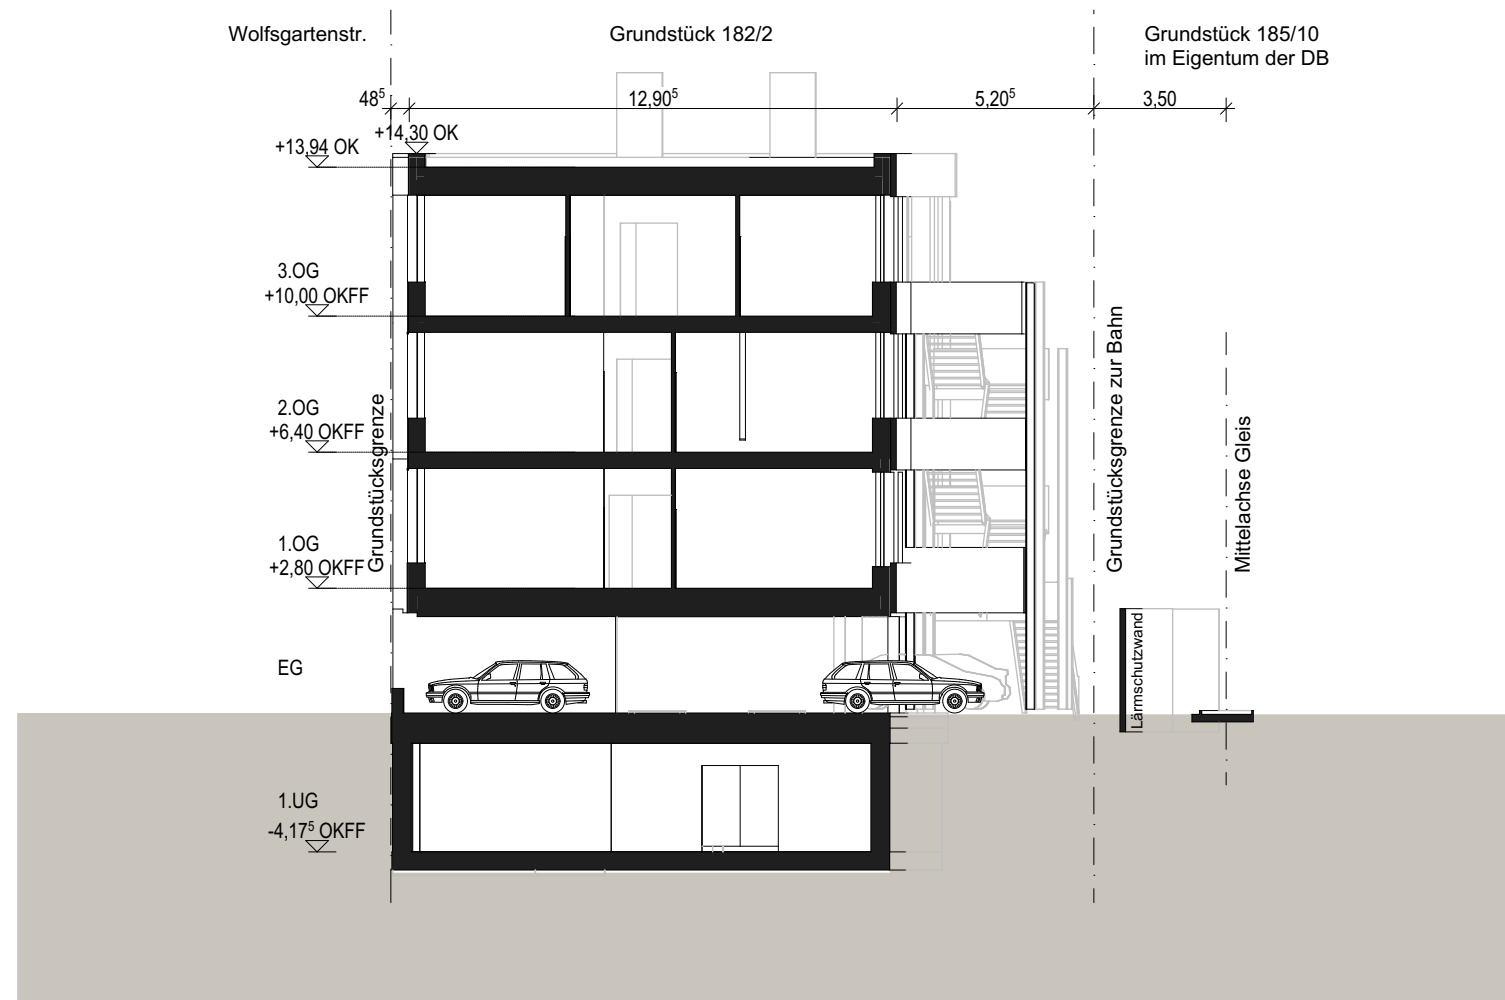 Wolfsgartenstr.
Grundstück 182/2
Grundstück 185/10
im Eigentum der DB
48⁵
12,90⁵
5,20⁵
3,50
+14,30 OK
+13,94 OK
3.OG
+10,00 OKFF
2.OG
+6,40 OKFF
1.OG
+2,80 OKFF
EG
1.UG
-4,17⁵ OKFF
Grundstücksgrenze
Grundstücksgrenze zur Bahn
Mittelachse Gleis
Lärmschutzwand